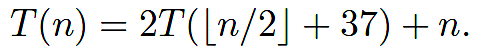 T(n) = 2T(⌊n/2⌋ + 37) + n.